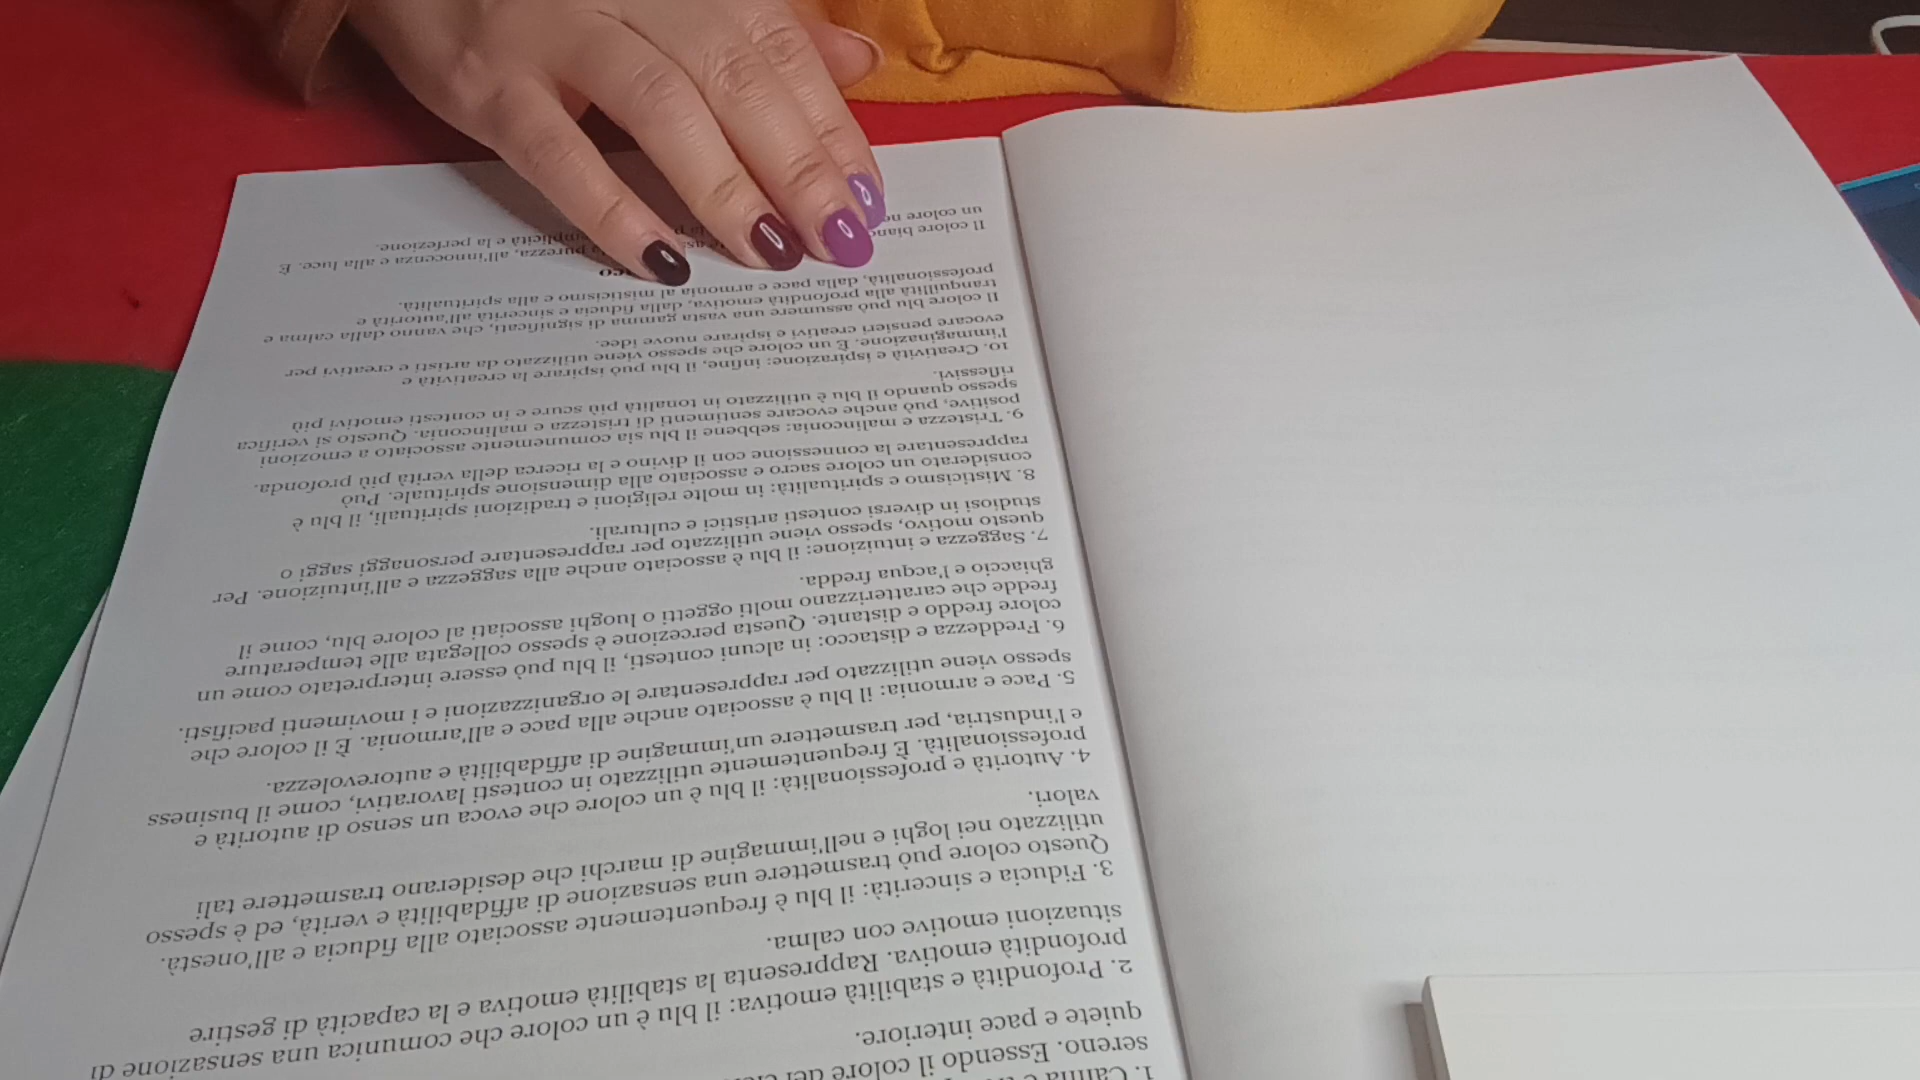 1. Calma e
sereno. Essendo il colore del
quiete e pace interiore.
2. Profondità e stabilità emotiva: il blu è un colore che comunica una sensazione di
profondità emotiva. Rappresenta la stabilità emotiva e la capacità di gestire
situazioni emotive con calma.
3. Fiducia e sincerità: il blu è frequentemente associato alla fiducia e all'onestà.
Questo colore può trasmettere una sensazione di affidabilità e verità, ed è spesso
utilizzato nei loghi e nell'immagine di marchi che desiderano trasmettere tali
valori.
4. Autorità e professionalità: il blu è un colore che evoca un senso di autorità e
professionalità. È frequentemente utilizzato in contesti lavorativi, come il business
e l'industria, per trasmettere un'immagine di affidabilità e autorevolezza.
5. Pace e armonia: il blu è associato anche alla pace e all'armonia. È il colore che
spesso viene utilizzato per rappresentare le organizzazioni e i movimenti pacifisti.
6. Freddezza e distacco: in alcuni contesti, il blu può essere interpretato come un
colore freddo e distante. Questa percezione è spesso collegata alle temperature
fredde che caratterizzano molti oggetti o luoghi associati al colore blu, come il
ghiaccio e l'acqua fredda.
7. Saggezza e intuizione: il blu è associato anche alla saggezza e all'intuizione. Per
questo motivo, spesso viene utilizzato per rappresentare personaggi saggi o
studiosi in diversi contesti artistici e culturali.
8. Misticismo e spiritualità: in molte religioni e tradizioni spirituali, il blu è
considerato un colore sacro e associato alla dimensione spirituale. Può
rappresentare la connessione con il divino e la ricerca della verità più profonda.
9. Tristezza e malinconia: sebbene il blu sia comunemente associato a emozioni
positive, può anche evocare sentimenti di tristezza e malinconia. Questo si verifica
spesso quando il blu è utilizzato in tonalità più scure e in contesti emotivi più
riflessivi.
10. Creatività e ispirazione: infine, il blu può ispirare la creatività e
l'immaginazione. È un colore che spesso viene utilizzato da artisti e creativi per
evocare pensieri creativi e ispirare nuove idee.
Il colore blu può assumere una vasta gamma di significati, che vanno dalla calma e
tranquillità alla profondità emotiva, dalla fiducia e sincerità all'autorità e
professionalità, dalla pace e armonia al misticismo e alla spiritualità.
Il colore purezza, all'innocenza e alla luce. È
un colore la perfezione.